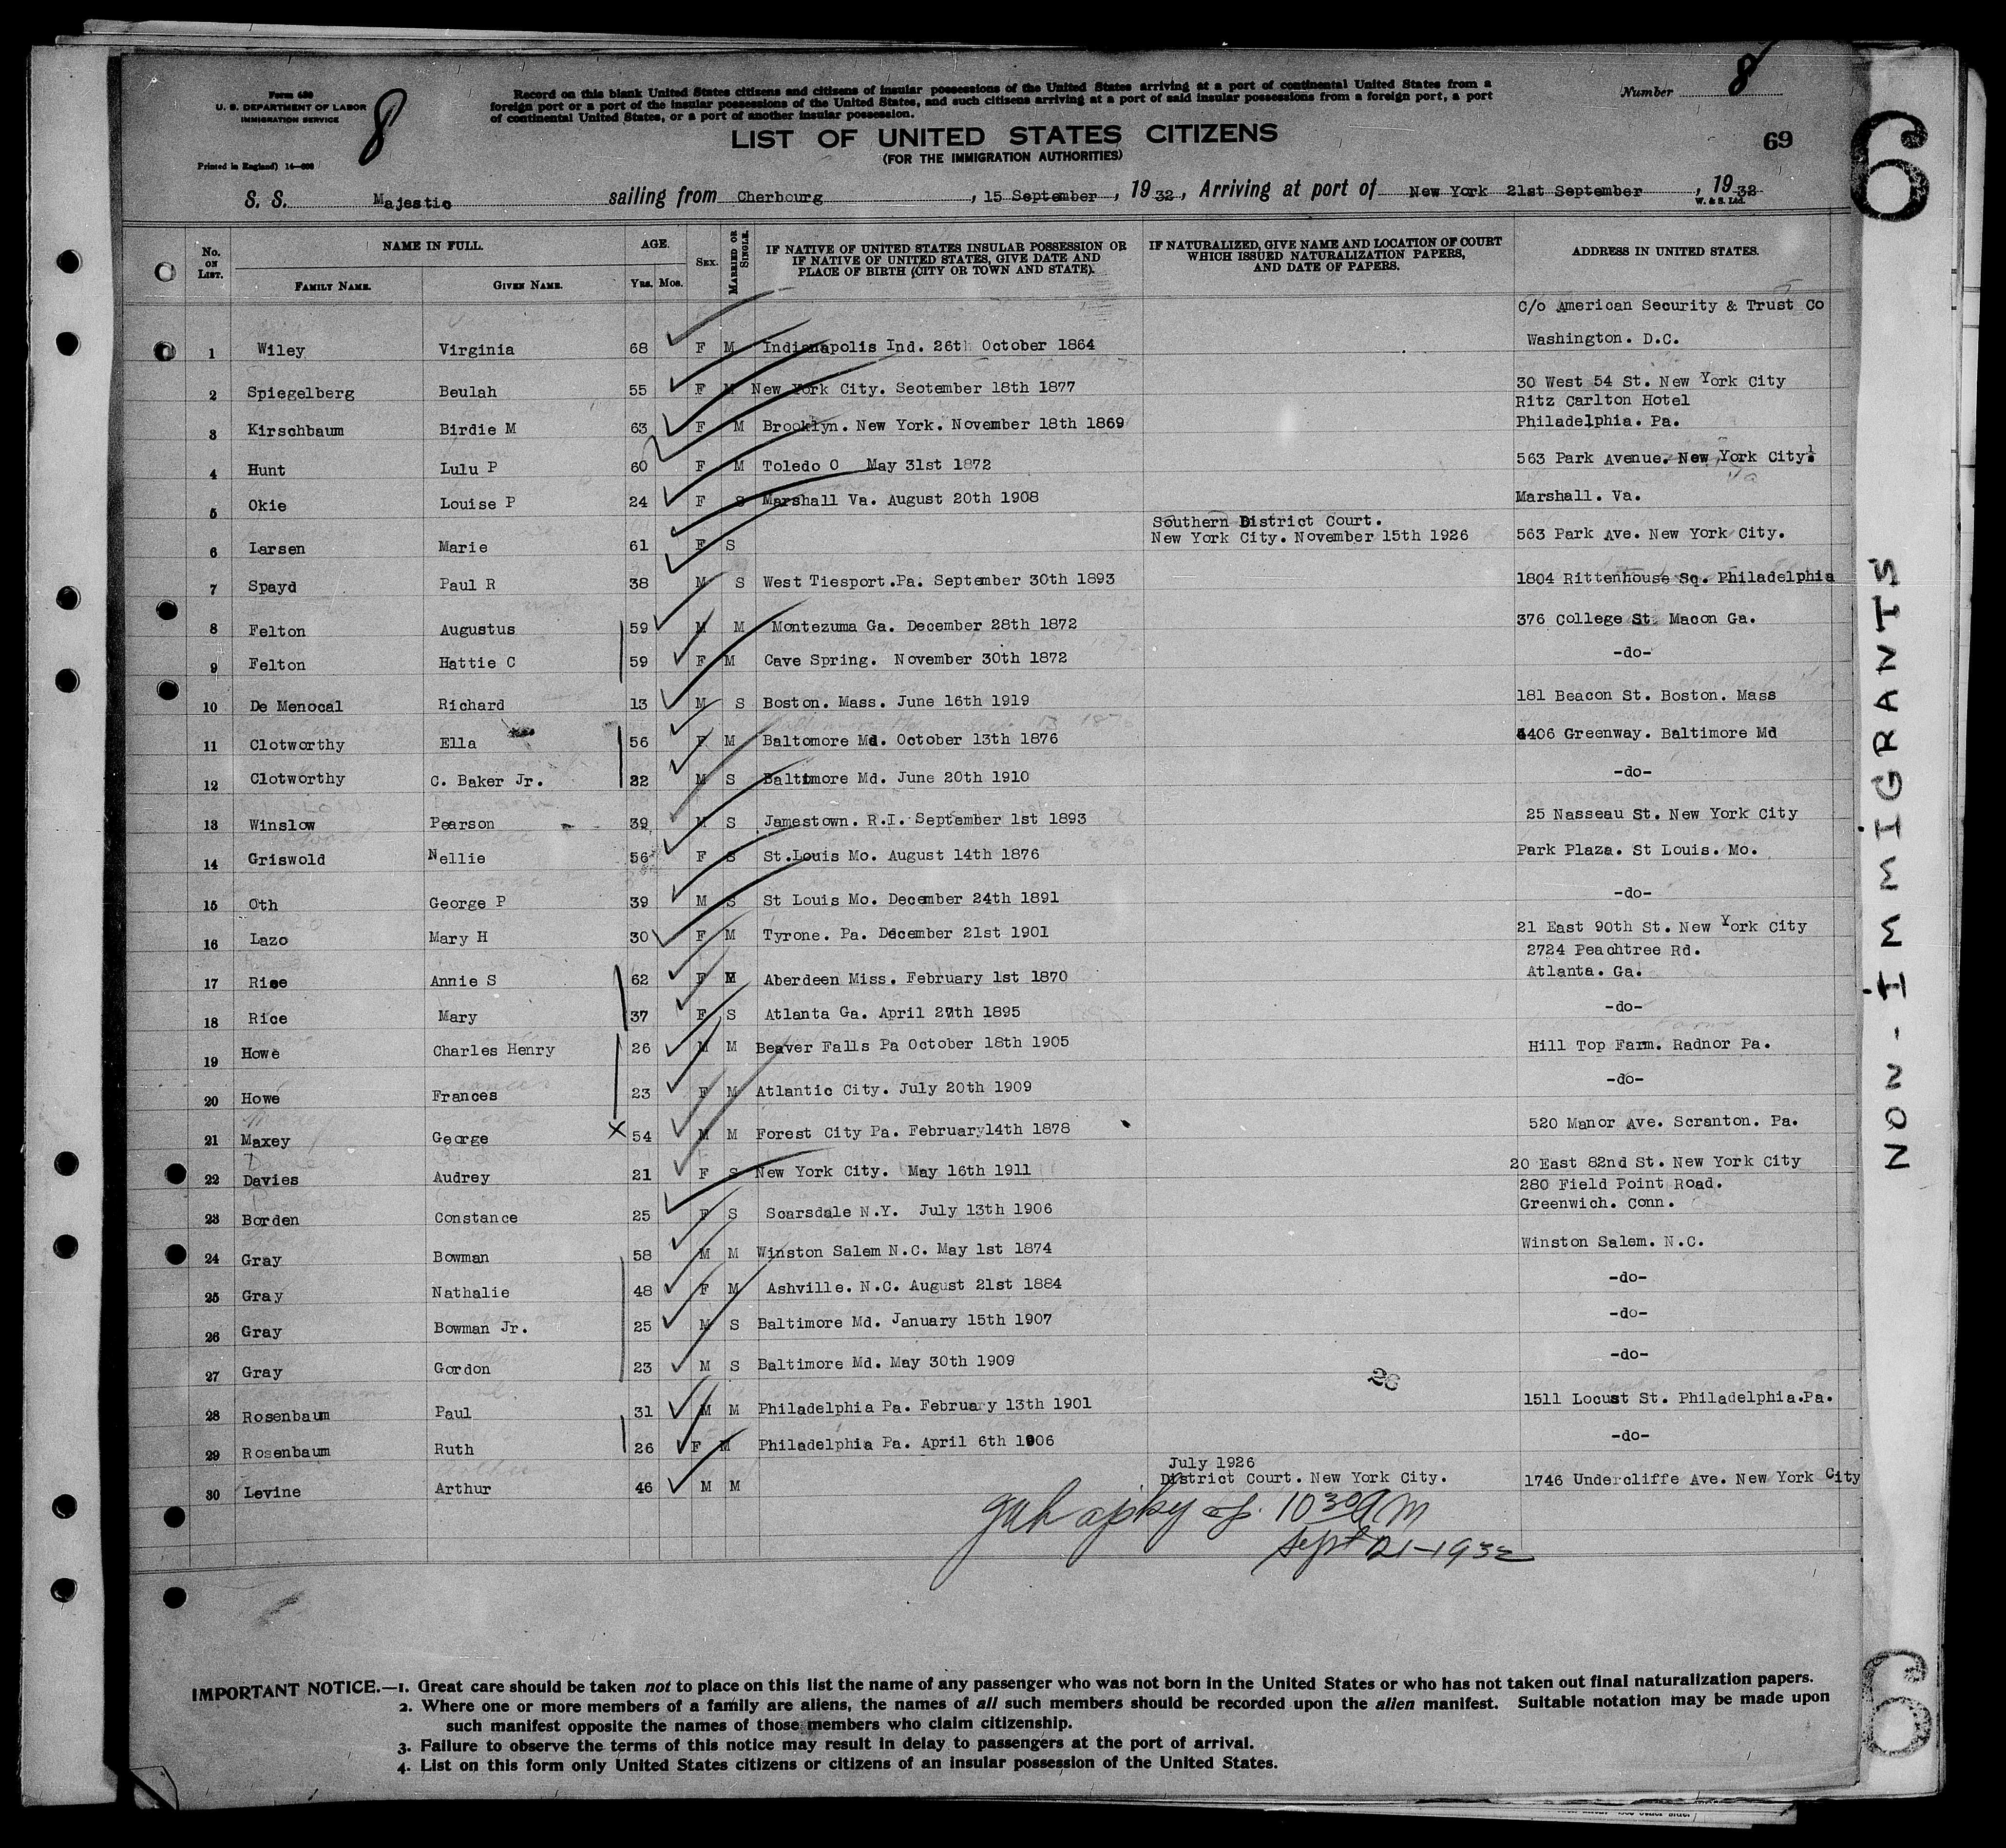 Form 630
U. S. DEPARTMENT OF LABOR
IMMIGRATION SERVICE
8
Printed in England) 14—
Record on this blank United States citizens and citizens of insular possessions of the United States arriving at a port of continental United States from a
foreign port or a port of the insular possessions of the United States, and such citizens arriving at a port of said insular possessions from a foreign port, a port
of continental United States, or a port of another insular possession.
Number 8
LIST OF UNITED STATES CITIZENS
(FOR THE IMMIGRATION AUTHORITIES)
69
6
S. S. Majestic sailing from Cherbourg, 15 September, 1932, Arriving at port of New York 21st September, 1932
W. & S. Ltd.
No. ON LIST. NAME IN FULL. AGE. SEX. MARRIED OR SINGLE. IF NATIVE OF UNITED STATES INSULAR POSSESSION OR IF NATIVE OF UNITED STATES, GIVE DATE AND PLACE OF BIRTH (CITY OR TOWN AND STATE). IF NATURALIZED, GIVE NAME AND LOCATION OF COURT WHICH ISSUED NATURALIZATION PAPERS, AND DATE OF PAPERS. ADDRESS IN UNITED STATES.
FAMILY NAME. GIVEN NAME. Yrs. Mos.
C/o American Security & Trust Co
1 Wiley Virginia 68 F M Indianapolis Ind. 26th October 1864 Washington. D.C.
2 Spiegelberg Beulah 55 F M New York City. Seotember 18th 1877 30 West 54 St. New York City
Ritz Carlton Hotel
3 Kirschbaum Birdie M 63 F M Brooklyn. New York. November 18th 1869 Philadelphia. Pa.
4 Hunt Lulu P 60 F M Toledo O May 31st 1872 563 Park Avenue. New York City.
5 Okie Louise P 24 F S Marshall Va. August 20th 1908 Marshall. Va.
Southern District Court.
6 Larsen Marie 61 F S New York City. November 15th 1926 563 Park Ave. New York City.
7 Spayd Paul R 38 M S West Tiesport.Pa. September 30th 1893 1804 Rittenhouse Sq. Philadelphia
8 Felton Augustus 59 M M Montezuma Ga. December 28th 1872 376 College St. Macon Ga.
9 Felton Hattie C 59 F M Cave Spring. November 30th 1872 -do-
10 De Menocal Richard 13 M S Boston. Mass. June 16th 1919 181 Beacon St. Boston. Mass
11 Clotworthy Ella 56 F M Baltomore Md. October 13th 1876 4406 Greenway. Baltimore Md
12 Clotworthy C. Baker Jr. 22 M S Baltimore Md. June 20th 1910 -do-
13 Winslow Pearson 39 M S Jamestown. R.I. September 1st 1893 25 Nasseau St. New York City
14 Griswold Nellie 56 F S St.Louis Mo. August 14th 1876 Park Plaza. St Louis. Mo.
15 Oth George P 39 M S St Louis Mo. December 24th 1891 -do-
16 Lazo Mary H 30 F M Tyrone. Pa. December 21st 1901 21 East 90th St. New York City
2724 Peachtree Rd.
17 Rice Annie S 62 F M Aberdeen Miss. February 1st 1870 Atlanta. Ga.
18 Rice Mary 37 F S Atlanta Ga. April 27th 1895 -do-
19 Howe Charles Henry 26 M M Beaver Falls Pa October 18th 1905 Hill Top Farm. Radnor Pa.
20 Howe Frances 23 F M Atlantic City. July 20th 1909 -do-
21 Maxey George X 54 M M Forest City Pa. February14th 1878 520 Manor Ave. Scranton. Pa.
22 Davies Audrey 21 F S New York City. May 16th 1911 20 East 82nd St. New York City
280 Field Point Road.
23 Borden Constance 25 F S Scarsdale N.Y. July 13th 1906 Greenwich. Conn.
24 Gray Bowman 58 M M Winston Salem N.C. May 1st 1874 Winston Salem. N.C.
25 Gray Nathalie 48 F M Ashville. N.C. August 21st 1884 -do-
26 Gray Bowman Jr. 25 M S Baltimore Md. January 15th 1907 -do-
27 Gray Gordon 23 M S Baltimore Md. May 30th 1909 -do-
28 Rosenbaum Paul 31 M M Philadelphia Pa. February 13th 1901 1511 Locust St. Philadelphia.Pa.
29 Rosenbaum Ruth 26 F M Philadelphia Pa. April 6th 1906 -do-
July 1926
30 Levine Arthur 46 M M District Court. New York City. 1746 Undercliffe Ave. New York City
10 30 AM
Sept 21-1932
NON-IMMIGRANTS
6
IMPORTANT NOTICE.—1. Great care should be taken not to place on this list the name of any passenger who was not born in the United States or who has not taken out final naturalization papers.
2. Where one or more members of a family are aliens, the names of all such members should be recorded upon the alien manifest. Suitable notation may be made upon
such manifest opposite the names of those members who claim citizenship.
3. Failure to observe the terms of this notice may result in delay to passengers at the port of arrival.
4. List on this form only United States citizens or citizens of an insular possession of the United States.